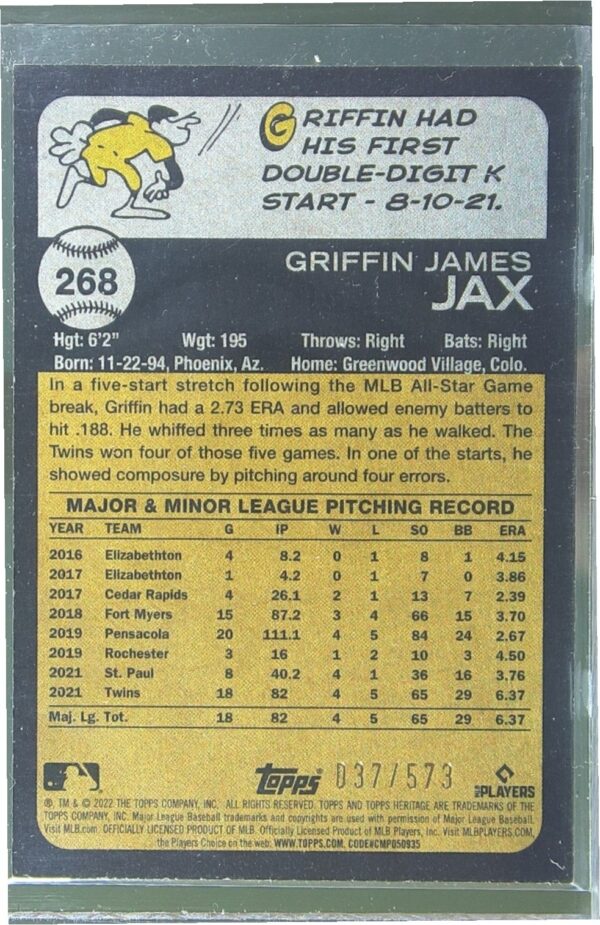 GRIFFIN HAD
HIS FIRST
DOUBLE-DIGIT K
START - 8-10-21.
268
GRIFFIN JAMES
JAX
Hgt: 6'2" Wgt: 195 Throws: Right Bats: Right
Born: 11-22-94, Phoenix, Az. Home: Greenwood Village, Colo.
In a five-start stretch following the MLB All-Star Game
break, Griffin had a 2.73 ERA and allowed enemy batters to
hit .188. He whiffed three times as many as he walked. The
Twins won four of those five games. In one of the starts, he
showed composure by pitching around four errors.
MAJOR & MINOR LEAGUE PITCHING RECORD
YEAR TEAM G IP W L SO BB ERA
2016 Elizabethton 4 8.2 0 1 8 1 4.15
2017 Elizabethton 1 4.2 0 1 7 0 3.86
2017 Cedar Rapids 4 26.1 2 1 13 7 2.39
2018 Fort Myers 15 87.2 3 4 66 15 3.70
2019 Pensacola 20 111.1 4 5 84 24 2.67
2019 Rochester 3 16 1 2 10 3 4.50
2021 St. Paul 8 40.2 4 1 36 16 3.76
2021 Twins 18 82 4 5 65 29 6.37
Maj. Lg. Tot. 18 82 4 5 65 29 6.37
topps 037/573 MLB PLAYERS
®, TM & © 2022 THE TOPPS COMPANY, INC. ALL RIGHTS RESERVED. TOPPS AND TOPPS HERITAGE ARE TRADEMARKS OF THE
TOPPS COMPANY, INC. Major League Baseball trademarks and copyrights are used with permission of Major League Baseball.
Visit MLB.com. OFFICIALLY LICENSED PRODUCT OF MLB. Officially Licensed Product of MLB Players, Inc. Visit MLBPLAYERS.COM,
the Players Choice on the web. WWW.TOPPS.COM. CODE#CMP050935